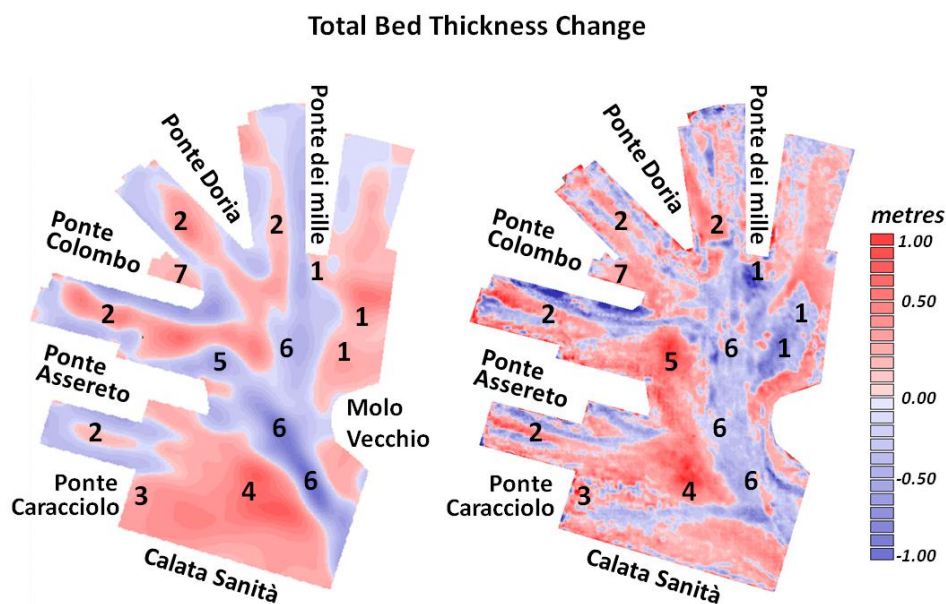 Total Bed Thickness Change
Ponte dei mille
Ponte Doria
Ponte
Colombo
Ponte
Assereto
Ponte
Caracciolo
Calata Sanità
Molo
Vecchio
2
2
7
1
2
1
5
6
1
6
2
6
3
4
Ponte dei mille
Ponte Doria
Ponte
Colombo
Ponte
Assereto
Ponte
Caracciolo
Calata Sanità
2
2
7
1
2
1
5
6
1
2
6
3
4
6
metres
1.00
0.50
0.00
-0.50
-1.00